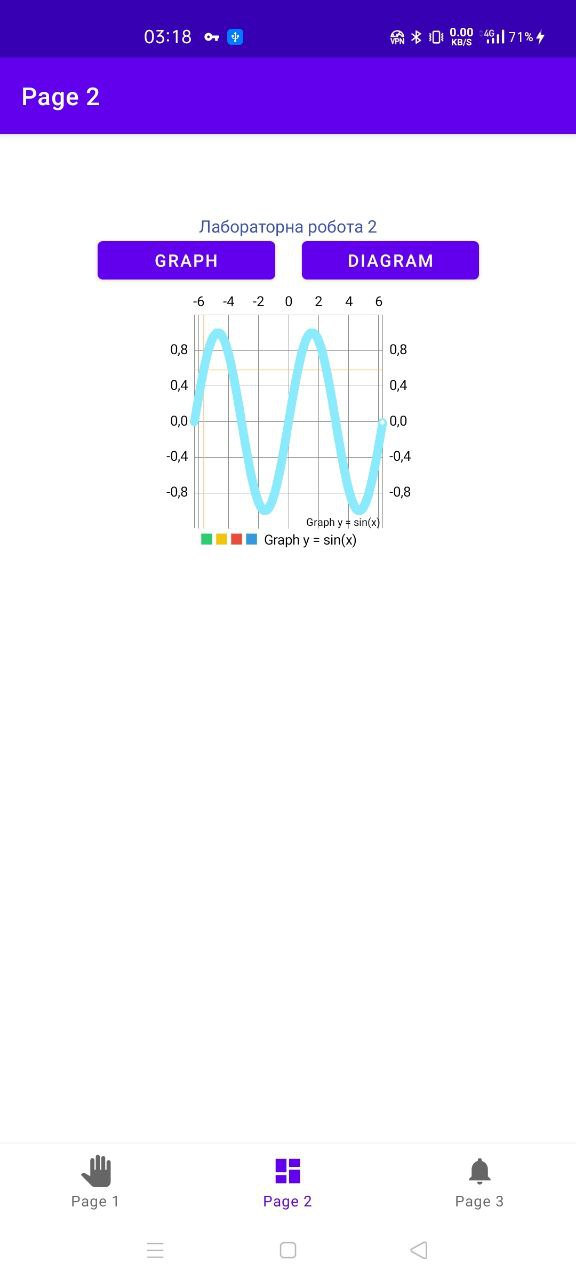 03:18 VPN 0.00 KB/S 4G 71%
Page 2
Лабораторна робота 2
GRAPH DIAGRAM
-6 -4 -2 0 2 4 6
0,8 0,8
0,4 0,4
0,0 0,0
-0,4 -0,4
-0,8 -0,8
Graph y = sin(x)
Graph y = sin(x)
Page 1 Page 2 Page 3